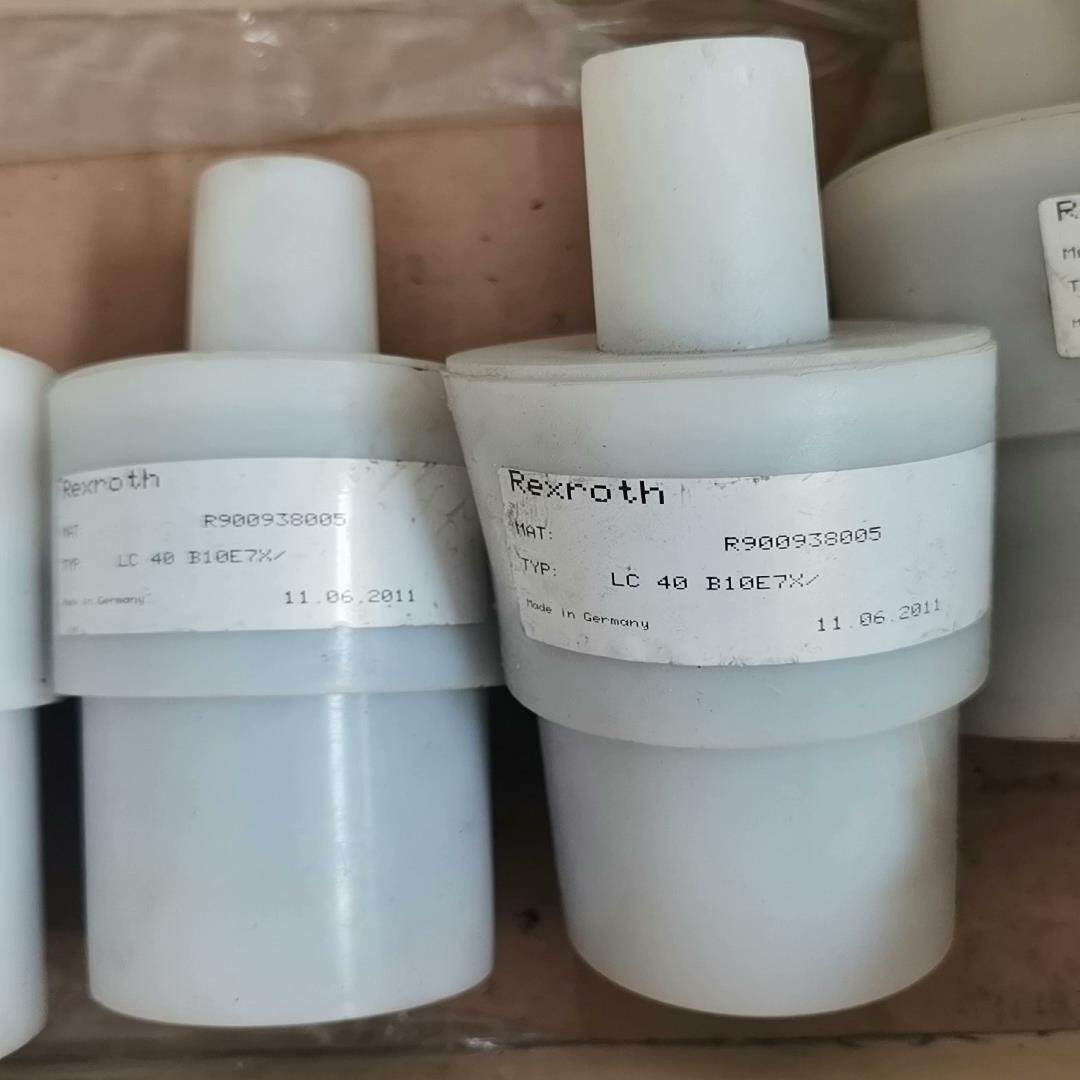 Rexroth
MAT: R900938005
TYP: LC 40 B10E7X/
Made in Germany 11.06.2011
Rexroth
MAT: R900938005
TYP: LC 40 B10E7X/
Made in Germany 11.06.2011